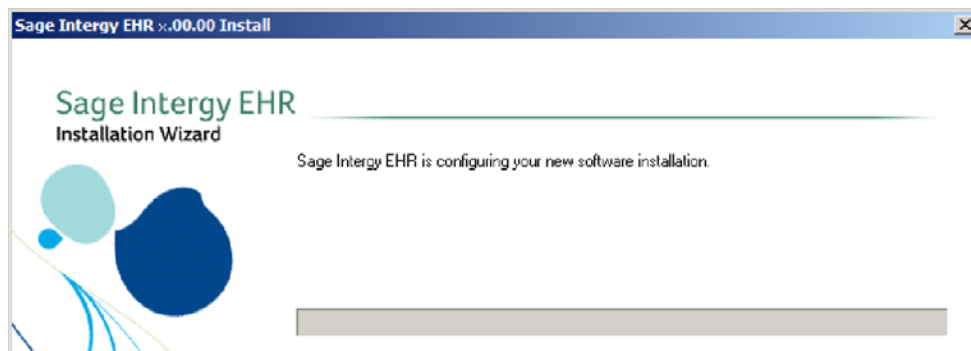 Sage Intergy EHR x.00.00 Install
Sage Intergy EHR
Installation Wizard
Sage Intergy EHR is configuring your new software installation.